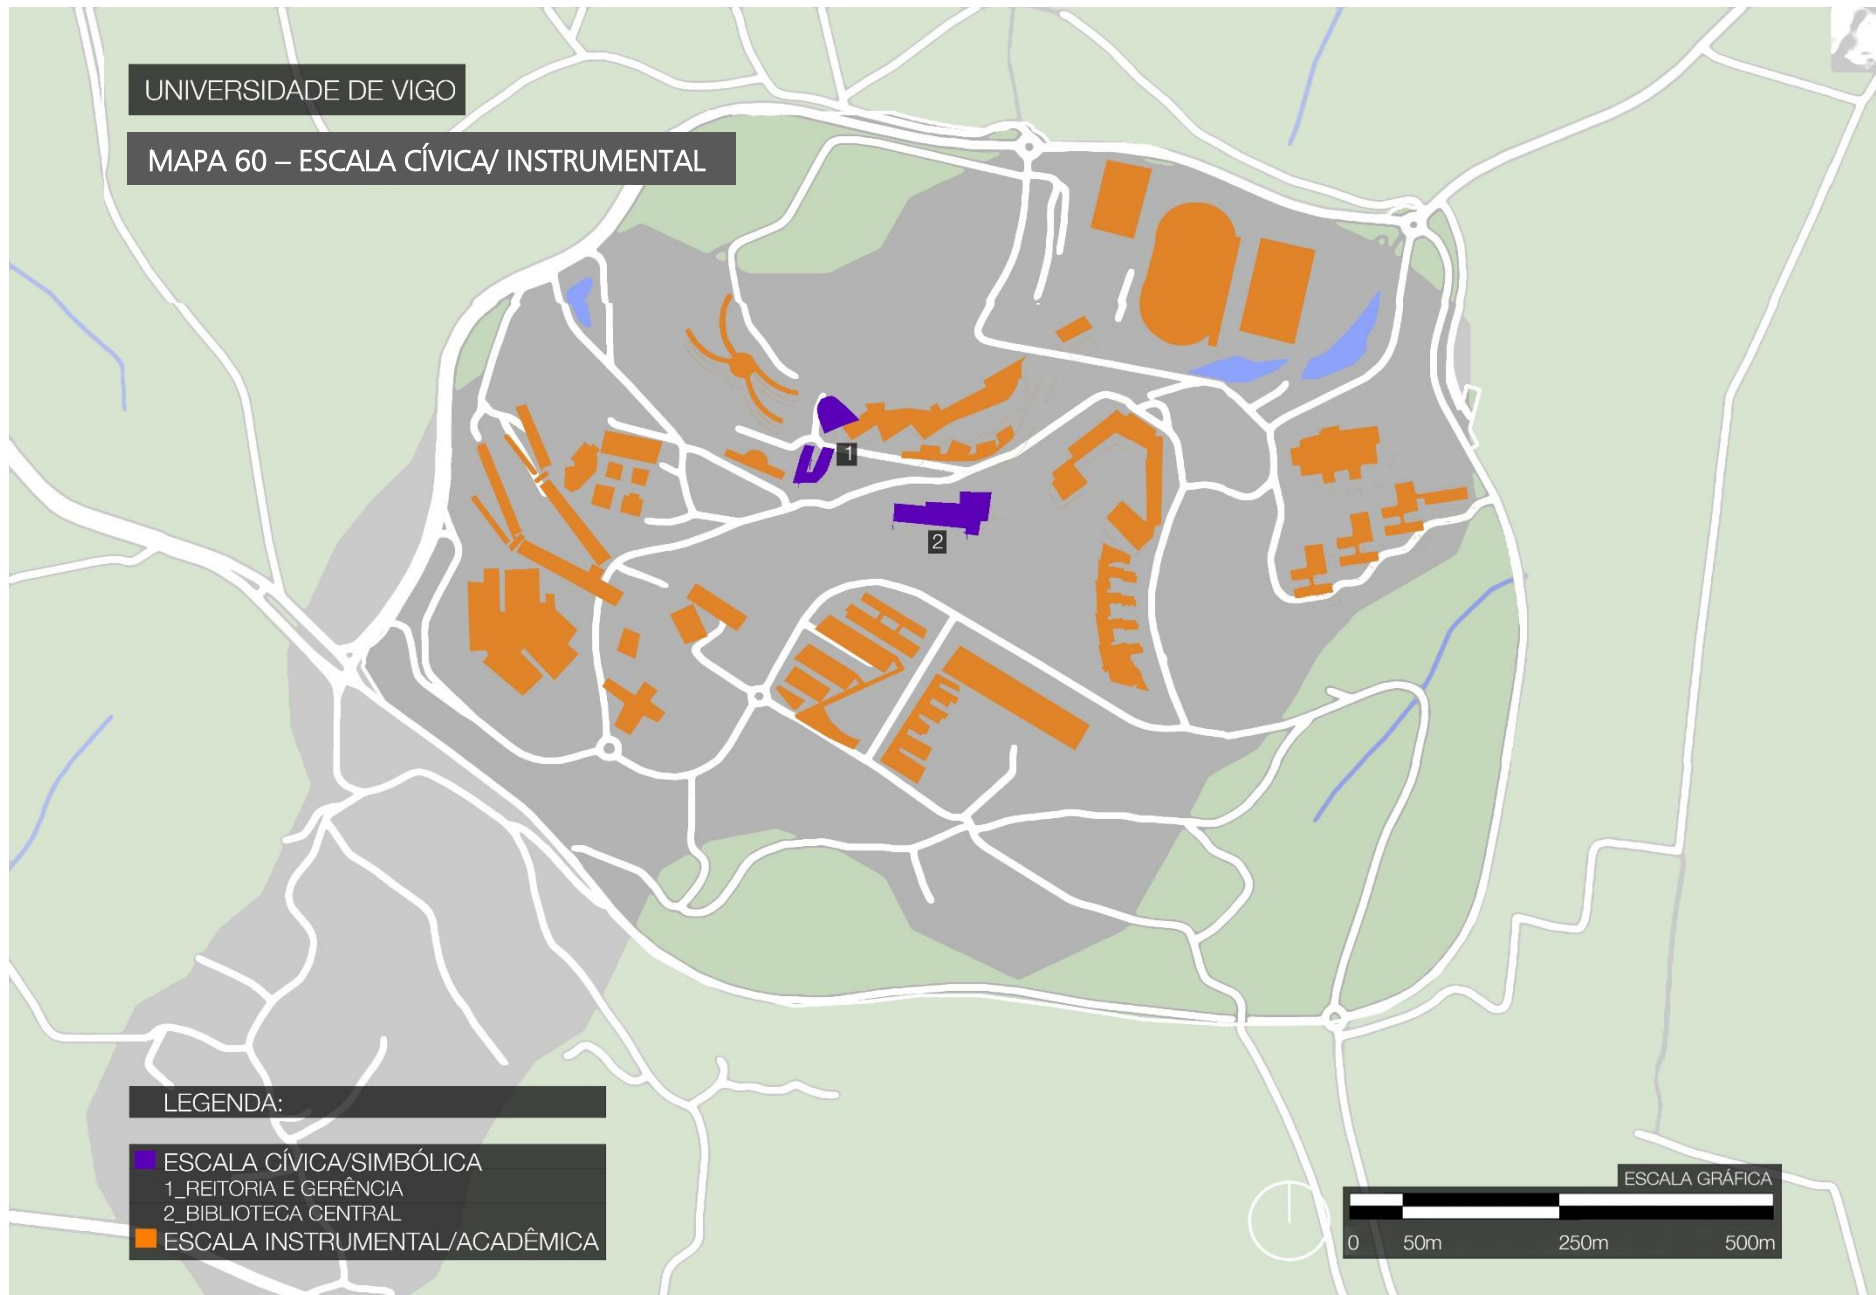 UNIVERSIDADE DE VIGO
MAPA 60 – ESCALA CÍVICA/ INSTRUMENTAL
1
2
LEGENDA:
ESCALA CÍVICA/SIMBÓLICA
1_REITORIA E GERÊNCIA
2_BIBLIOTECA CENTRAL
ESCALA INSTRUMENTAL/ACADÊMICA
ESCALA GRÁFICA
0 50m 250m 500m